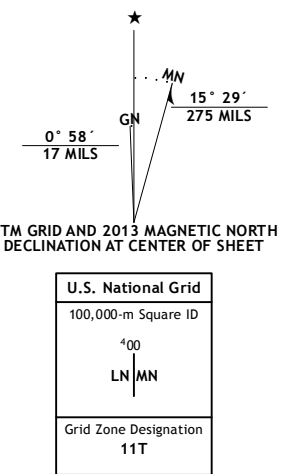 MN
15° 29´
275 MILS
GN
0° 58´
17 MILS
TM GRID AND 2013 MAGNETIC NORTH
DECLINATION AT CENTER OF SHEET
U.S. National Grid
100,000-m Square ID
⁴00
LN MN
Grid Zone Designation
11T